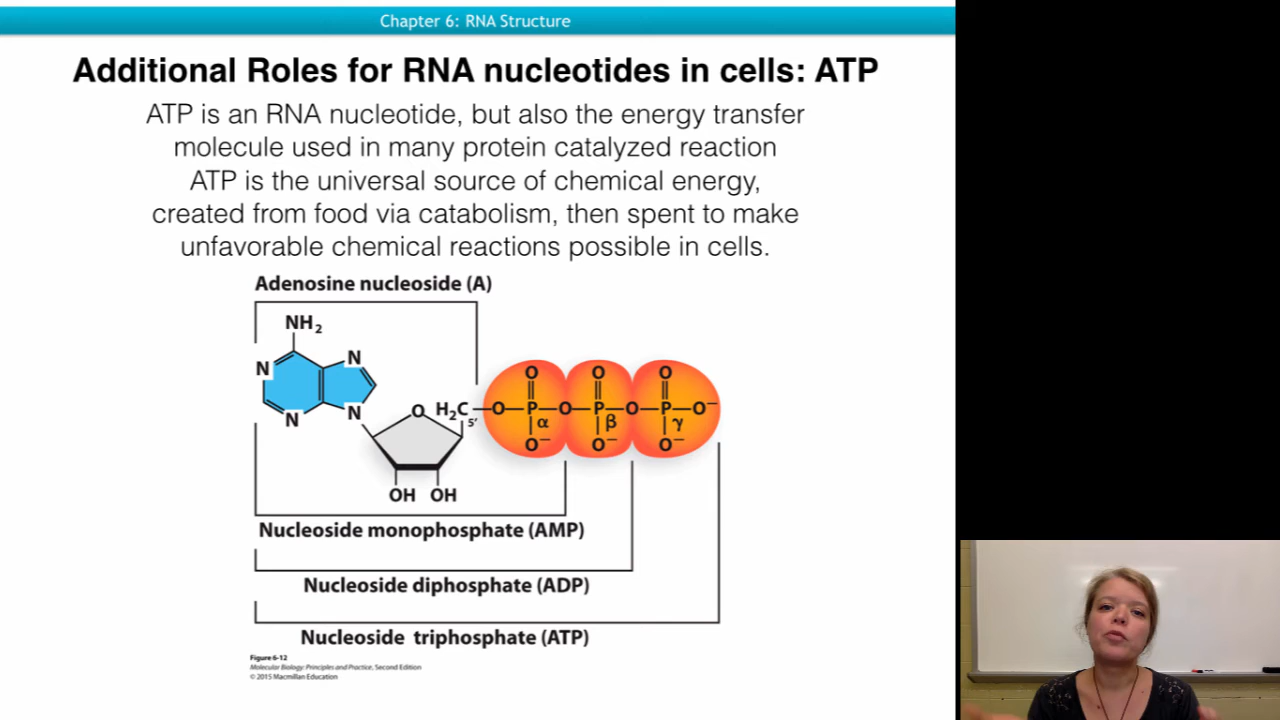 Chapter 6: RNA Structure
Additional Roles for RNA nucleotides in cells: ATP
ATP is an RNA nucleotide, but also the energy transfer
molecule used in many protein catalyzed reaction
ATP is the universal source of chemical energy,
created from food via catabolism, then spent to make
unfavorable chemical reactions possible in cells.
Adenosine nucleoside (A)
NH₂
N
N
N
N
O
H₂C
5′
OH OH
O O O
O—P—O—P—O—P—O⁻
α β γ
O⁻ O⁻ O⁻
Nucleoside monophosphate (AMP)
Nucleoside diphosphate (ADP)
Nucleoside triphosphate (ATP)
Figure 6-12
Molecular Biology: Principles and Practice, Second Edition
© 2015 Macmillan Education